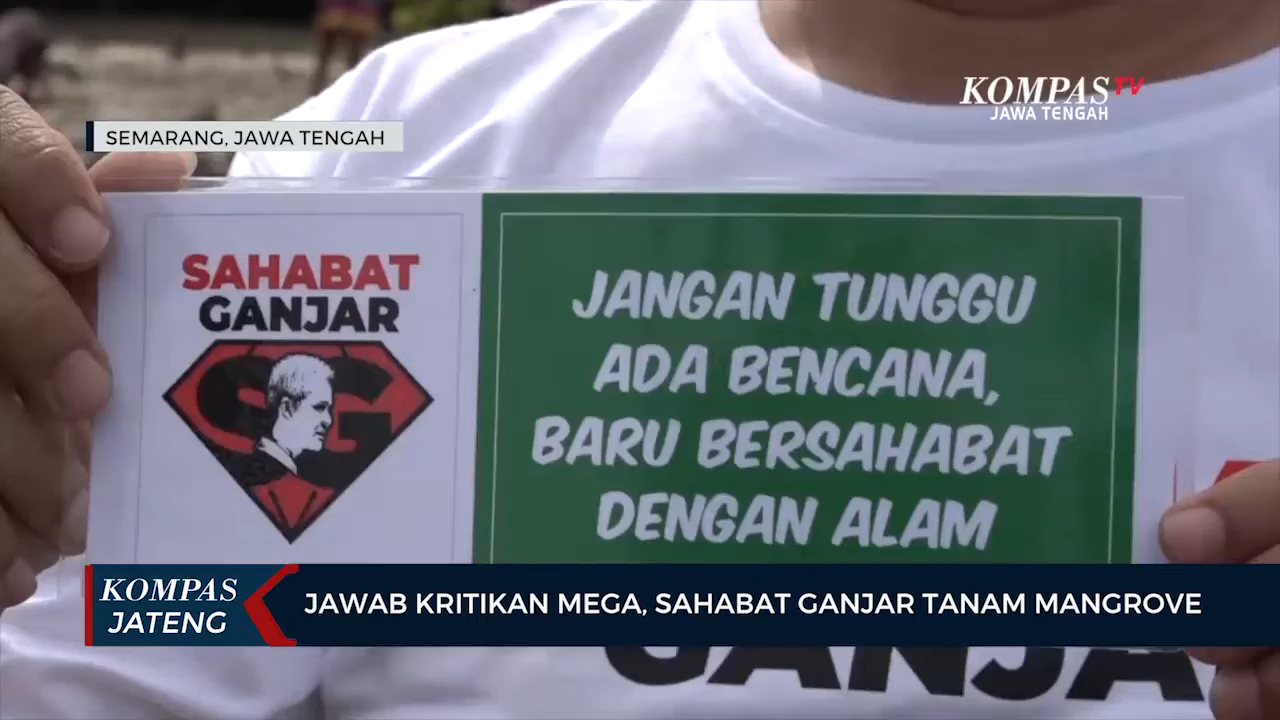 KOMPAS TV
JAWA TENGAH
SEMARANG, JAWA TENGAH
SAHABAT
GANJAR
SG
JANGAN TUNGGU
ADA BENCANA,
BARU BERSAHABAT
DENGAN ALAM
KOMPAS
JATENG
JAWAB KRITIKAN MEGA, SAHABAT GANJAR TANAM MANGROVE